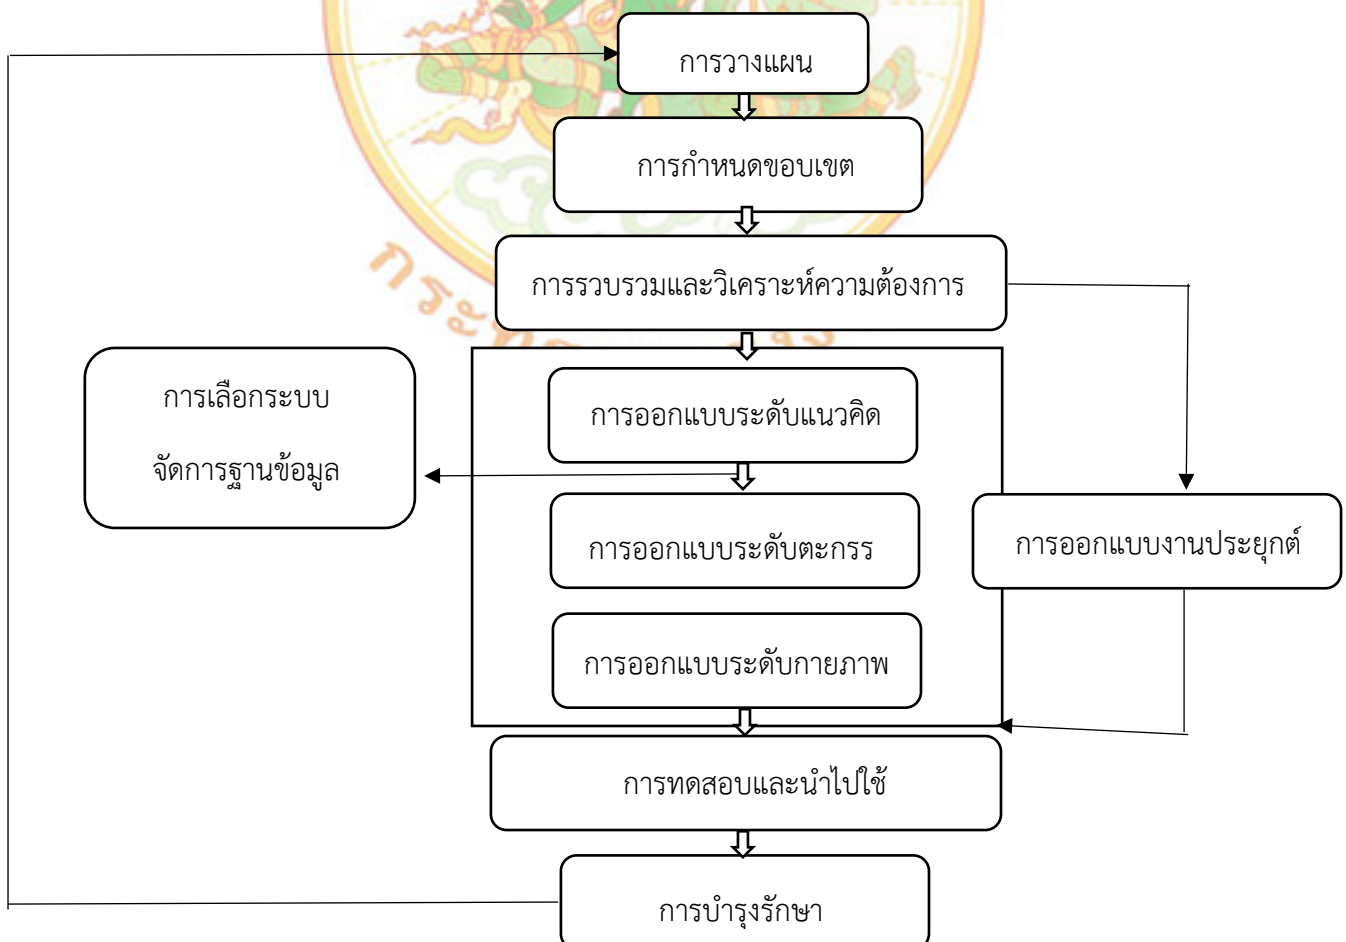 การวางแผน
การกำหนดขอบเขต
การรวบรวมและวิเคราะห์ความต้องการ
การเลือกระบบ
จัดการฐานข้อมูล
การออกแบบระดับแนวคิด
การออกแบบระดับตะกรร
การออกแบบระดับกายภาพ
การออกแบบงานประยุกต์
การทดสอบและนำไปใช้
การบำรุงรักษา